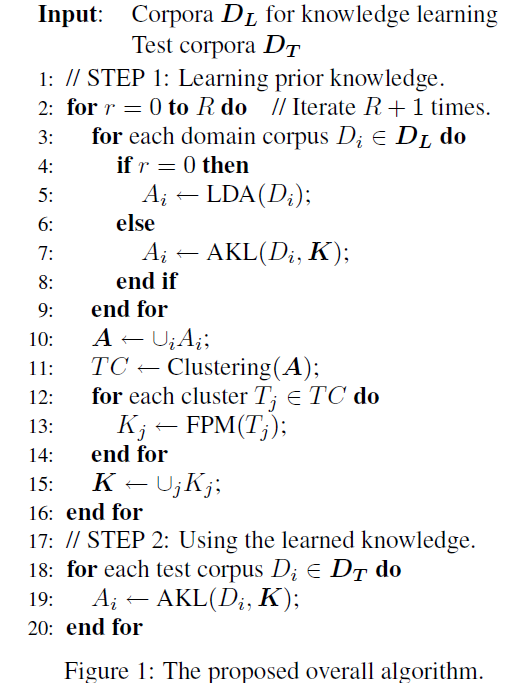 Input: Corpora D_L for knowledge learning
Test corpora D_T
1: // STEP 1: Learning prior knowledge.
2: for r = 0 to R do // Iterate R + 1 times.
3: for each domain corpus D_i ∈ D_L do
4: if r = 0 then
5: A_i ← LDA(D_i);
6: else
7: A_i ← AKL(D_i, K);
8: end if
9: end for
10: A ← ∪_i A_i;
11: TC ← Clustering(A);
12: for each cluster T_j ∈ TC do
13: K_j ← FPM(T_j);
14: end for
15: K ← ∪_j K_j;
16: end for
17: // STEP 2: Using the learned knowledge.
18: for each test corpus D_i ∈ D_T do
19: A_i ← AKL(D_i, K);
20: end for
Figure 1: The proposed overall algorithm.